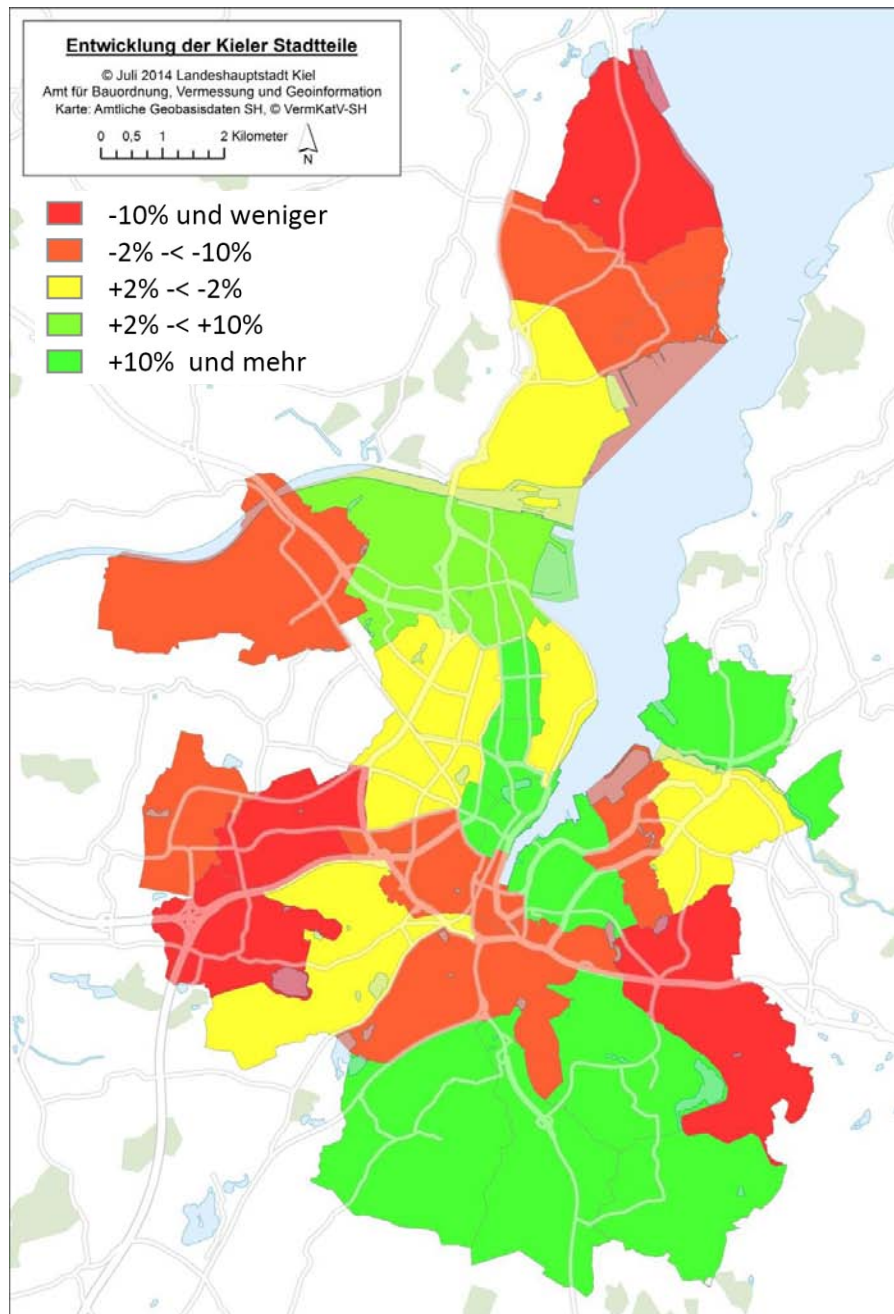 Entwicklung der Kieler Stadtteile
© Juli 2014 Landeshauptstadt Kiel
Amt für Bauordnung, Vermessung und Geoinformation
Karte: Amtliche Geobasisdaten SH, © VermKatV-SH
0 0,5 1 2 Kilometer
N
-10% und weniger
-2% -< -10%
+2% -< -2%
+2% -< +10%
+10% und mehr